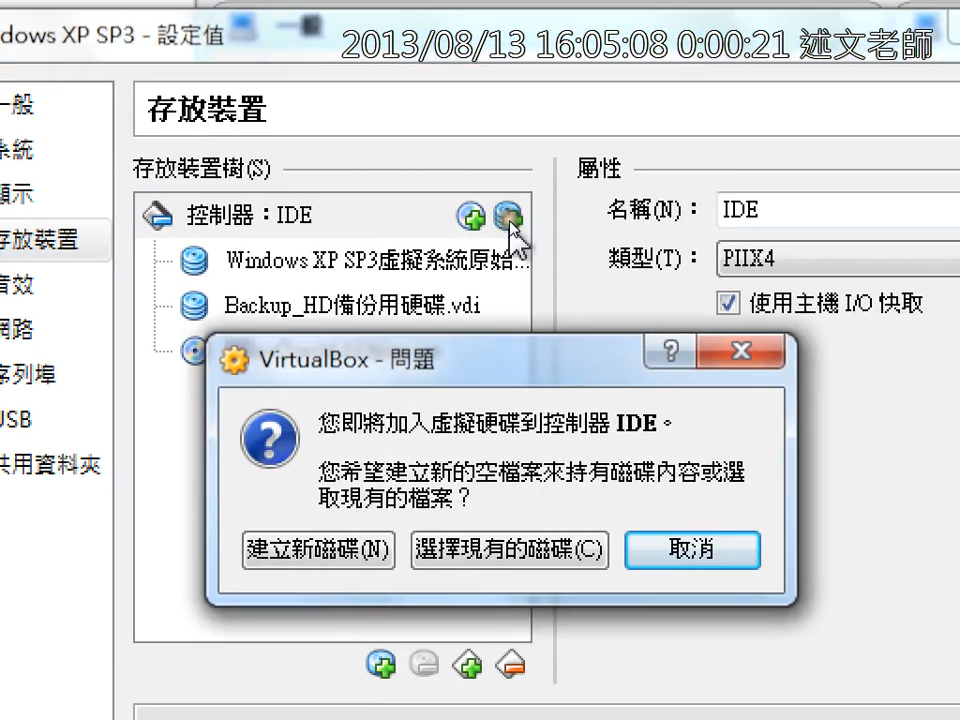 dows XP SP3 - 設定值
一般
2013/08/13 16:05:08 0:00:21 述文老師
一般
系統
顯示
存放裝置
音效
網路
序列埠
USB
共用資料夾
存放裝置
存放裝置樹(S)
控制器：IDE
Windows XP SP3虛擬系統原始...
Backup_HD備份用硬碟.vdi
屬性
名稱(N)： IDE
類型(T)： PIIX4
使用主機 I/O 快取
VirtualBox - 問題
您即將加入虛擬硬碟到控制器 IDE。
您希望建立新的空檔案來持有磁碟內容或選
取現有的檔案？
建立新磁碟(N) 選擇現有的磁碟(C) 取消